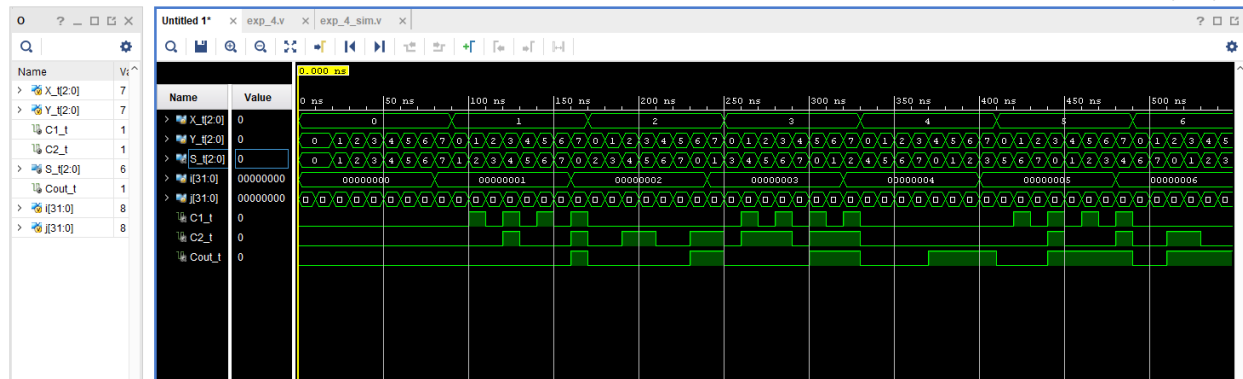 O ? Untitled 1* × exp_4.v × exp_4_sim.v × ?
Name Va
X_t[2:0] 7
Y_t[2:0] 7
C1_t 1
C2_t 1
S_t[2:0] 6
Cout_t 1
i[31:0] 8
j[31:0] 8
0.000 ns
Name Value 0 ns 50 ns 100 ns 150 ns 200 ns 250 ns 300 ns 350 ns 400 ns 450 ns 500 ns
X_t[2:0] 0 0 1 2 3 4 5 6
Y_t[2:0] 0 0 1 2 3 4 5 6 7 0 1 2 3 4 5 6 7 0 1 2 3 4 5 6 7 0 1 2 3 4 5 6 7 0 1 2 3 4 5 6 7 0 1 2 3 4 5 6 7 0 1 2 3 4 5
S_t[2:0] 0 0 1 2 3 4 5 6 7 1 2 3 4 5 6 7 0 2 3 4 5 6 7 0 1 3 4 5 6 7 0 1 2 4 5 6 7 0 1 2 3 5 6 7 0 1 2 3 4 6 7 0 1 2 3
i[31:0] 00000000 00000000 00000001 00000002 00000003 00000004 00000005 00000006
j[31:0] 00000000
C1_t 0
C2_t 0
Cout_t 0